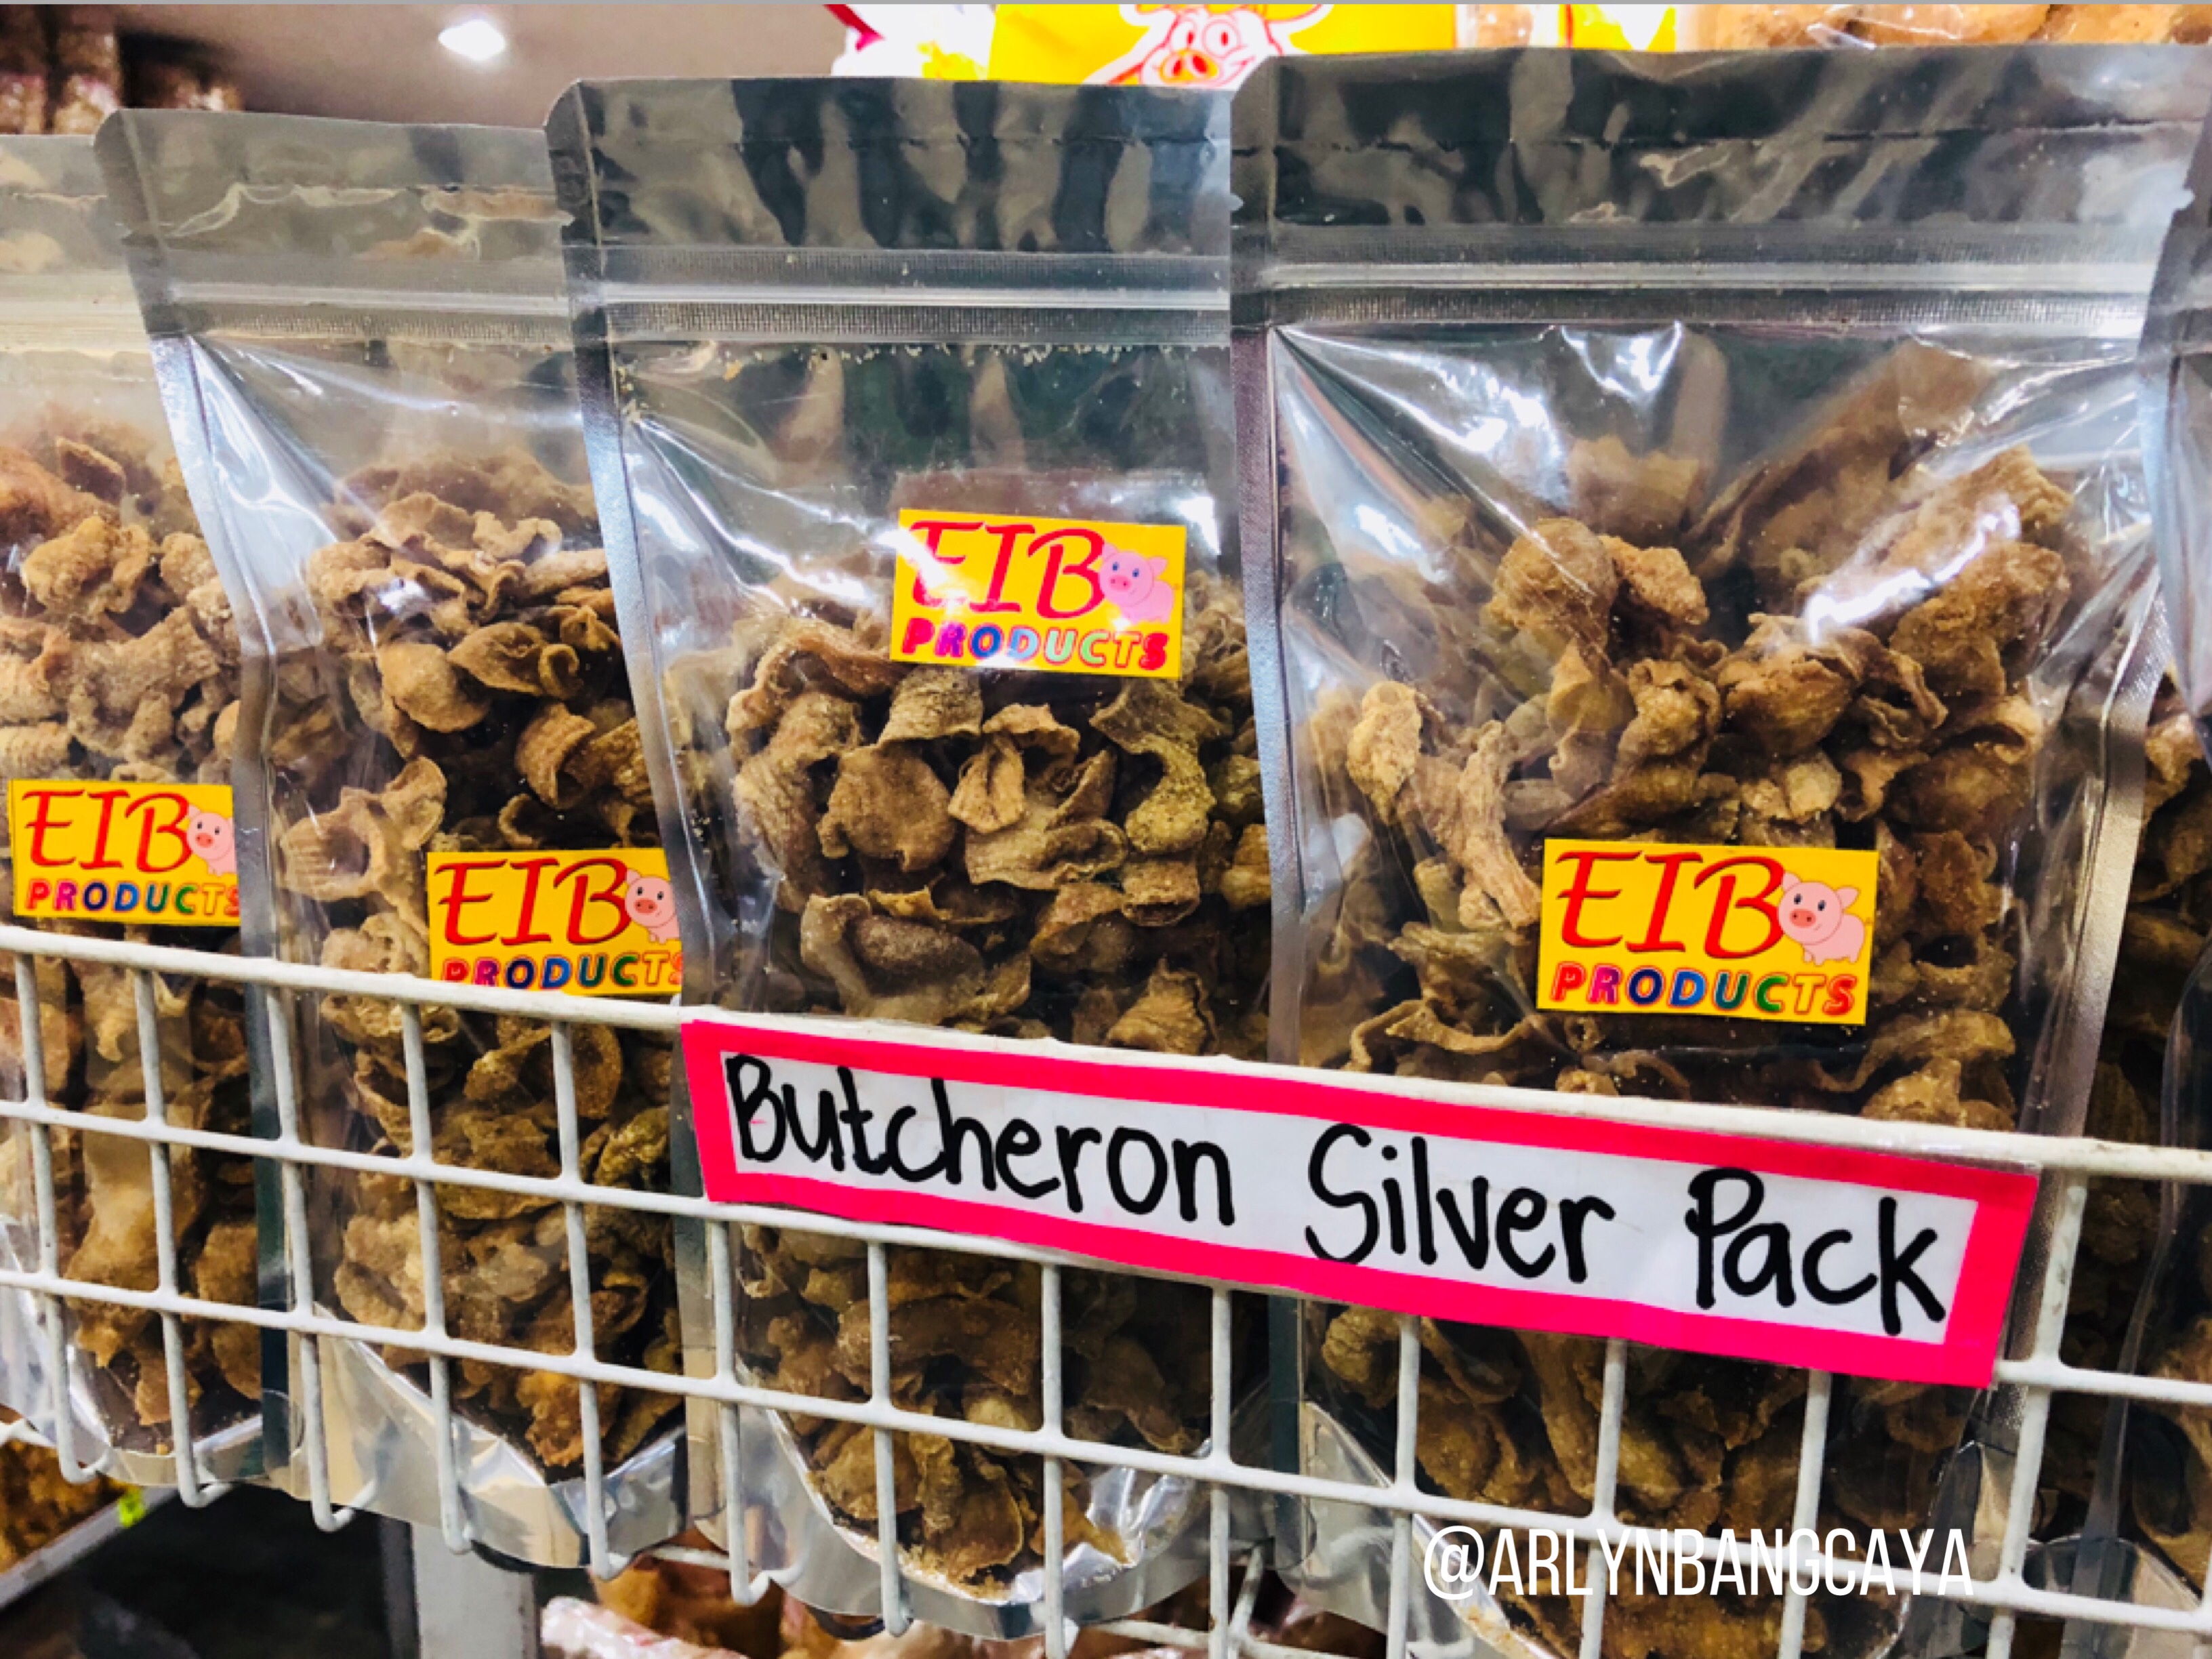 EIB
PRODUCTS
EIB
PRODUCTS
EIB
PRODUCTS
EIB
PRODUCTS
Butcheron Silver Pack
@ARLYNBANGCAYA